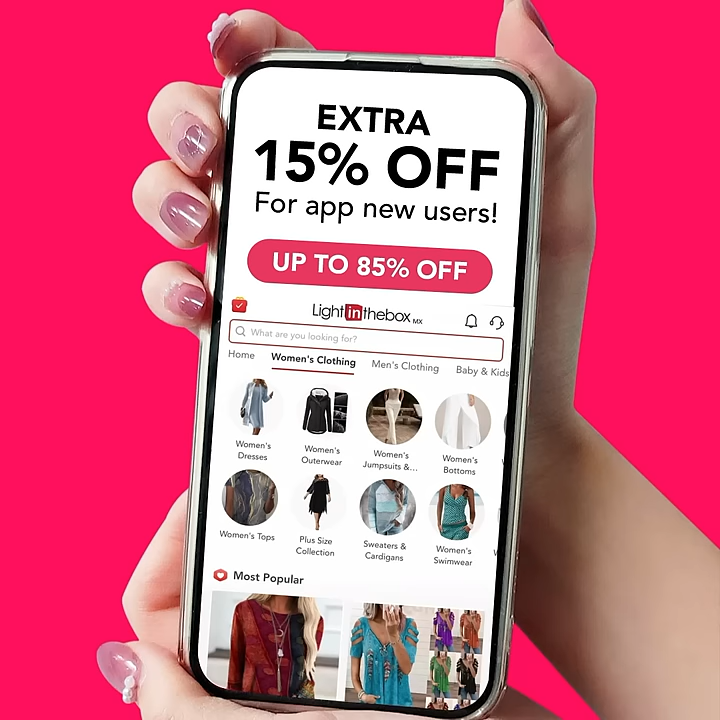 EXTRA
15% OFF
For app new users!
UP TO 85% OFF
Lightinthebox MX
What are you looking for?
Home Women's Clothing Men's Clothing Baby & Kids
Women's Dresses
Women's Outerwear
Women's Jumpsuits &...
Women's Bottoms
Women's Tops
Plus Size Collection
Sweaters & Cardigans
Women's Swimwear
Most Popular